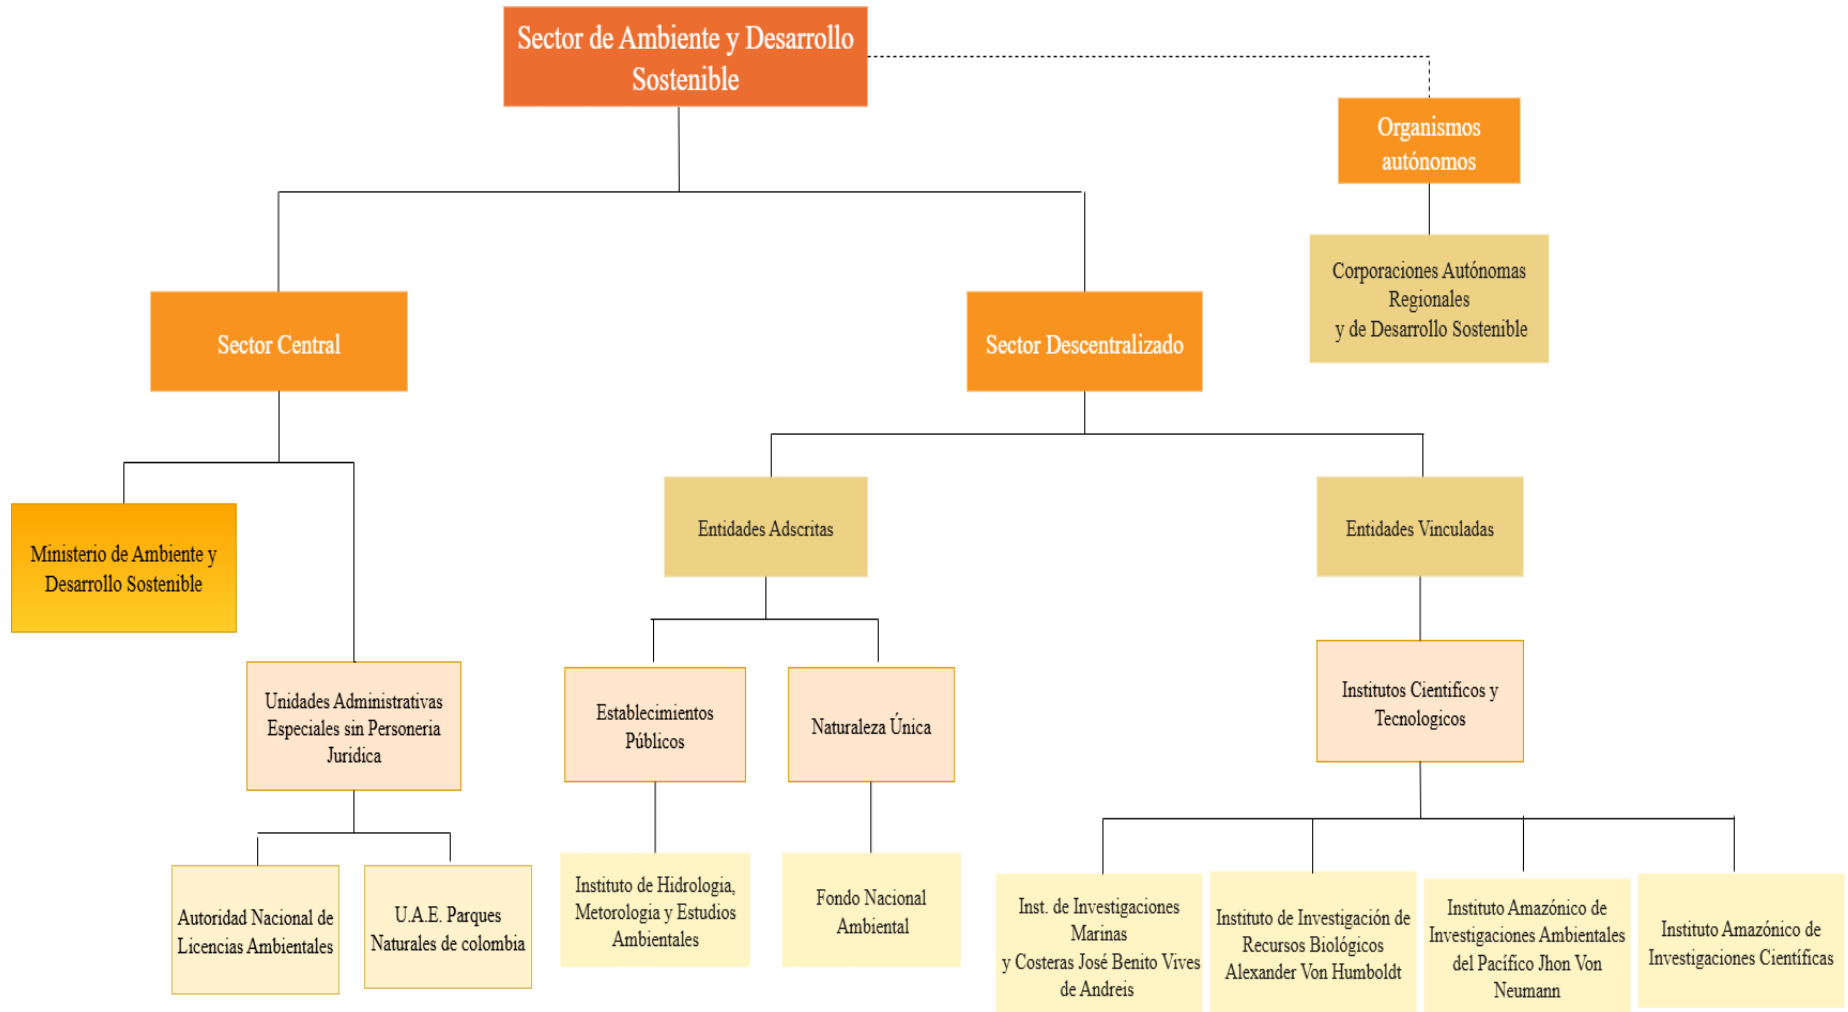 Sector de Ambiente y Desarrollo
Sostenible
Organismos
autónomos
Corporaciones Autónomas
Regionales
y de Desarrollo Sostenible
Sector Central
Sector Descentralizado
Ministerio de Ambiente y
Desarrollo Sostenible
Entidades Adscritas
Entidades Vinculadas
Unidades Administrativas
Especiales sin Personeria
Juridica
Establecimientos
Públicos
Naturaleza Única
Institutos Cientificos y
Tecnologicos
Autoridad Nacional de
Licencias Ambientales
U.A.E. Parques
Naturales de colombia
Instituto de Hidrologia,
Metorologia y Estudios
Ambientales
Fondo Nacional
Ambiental
Inst. de Investigaciones
Marinas
y Costeras José Benito Vives
de Andreis
Instituto de Investigación de
Recursos Biológicos
Alexander Von Humboldt
Instituto Amazónico de
Investigaciones Ambientales
del Pacífico Jhon Von
Neumann
Instituto Amazónico de
Investigaciones Científicas